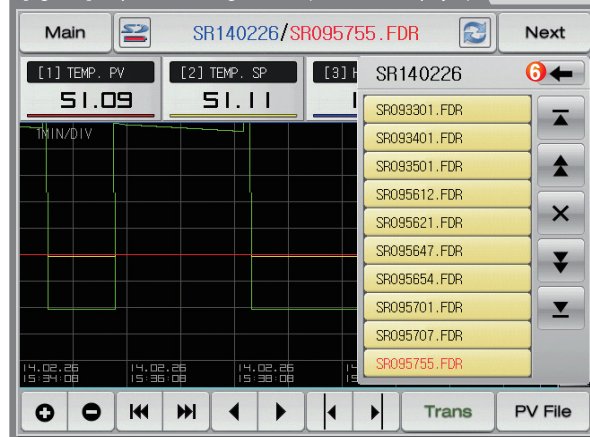 Main
SR140226/SR095755.FDR
Next
[1] TEMP. PV
[2] TEMP. SP
[3]
51.09
51.11
SR140226
6
SR093301.FDR
SR093401.FDR
SR093501.FDR
SR095612.FDR
SR095621.FDR
SR095647.FDR
SR095654.FDR
SR095701.FDR
SR095707.FDR
SR095755.FDR
1MIN/DIV
14.02.26 14.02.26 14.02.26
15:34:08 15:36:08 15:38:08
Trans
PV File